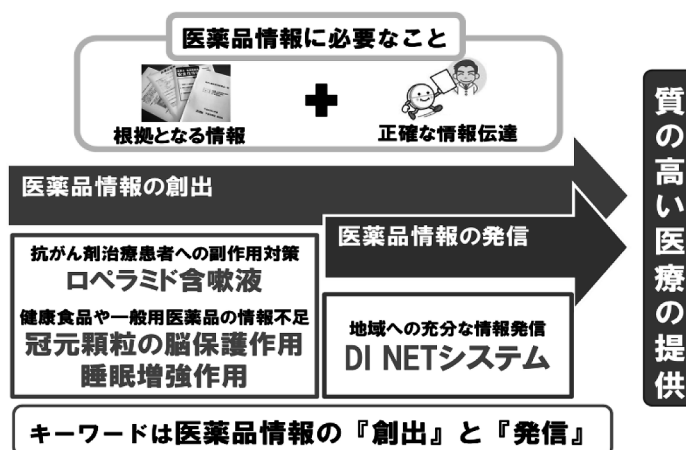 医薬品情報に必要なこと
根拠となる情報
正確な情報伝達
医薬品情報の創出
抗がん剤治療患者への副作用対策
ロペラミド含嗽液
健康食品や一般用医薬品の情報不足
冠元顆粒の脳保護作用
睡眠増強作用
医薬品情報の発信
地域への充分な情報発信
DI NETシステム
質の高い医療の提供
キーワードは医薬品情報の『創出』と『発信』